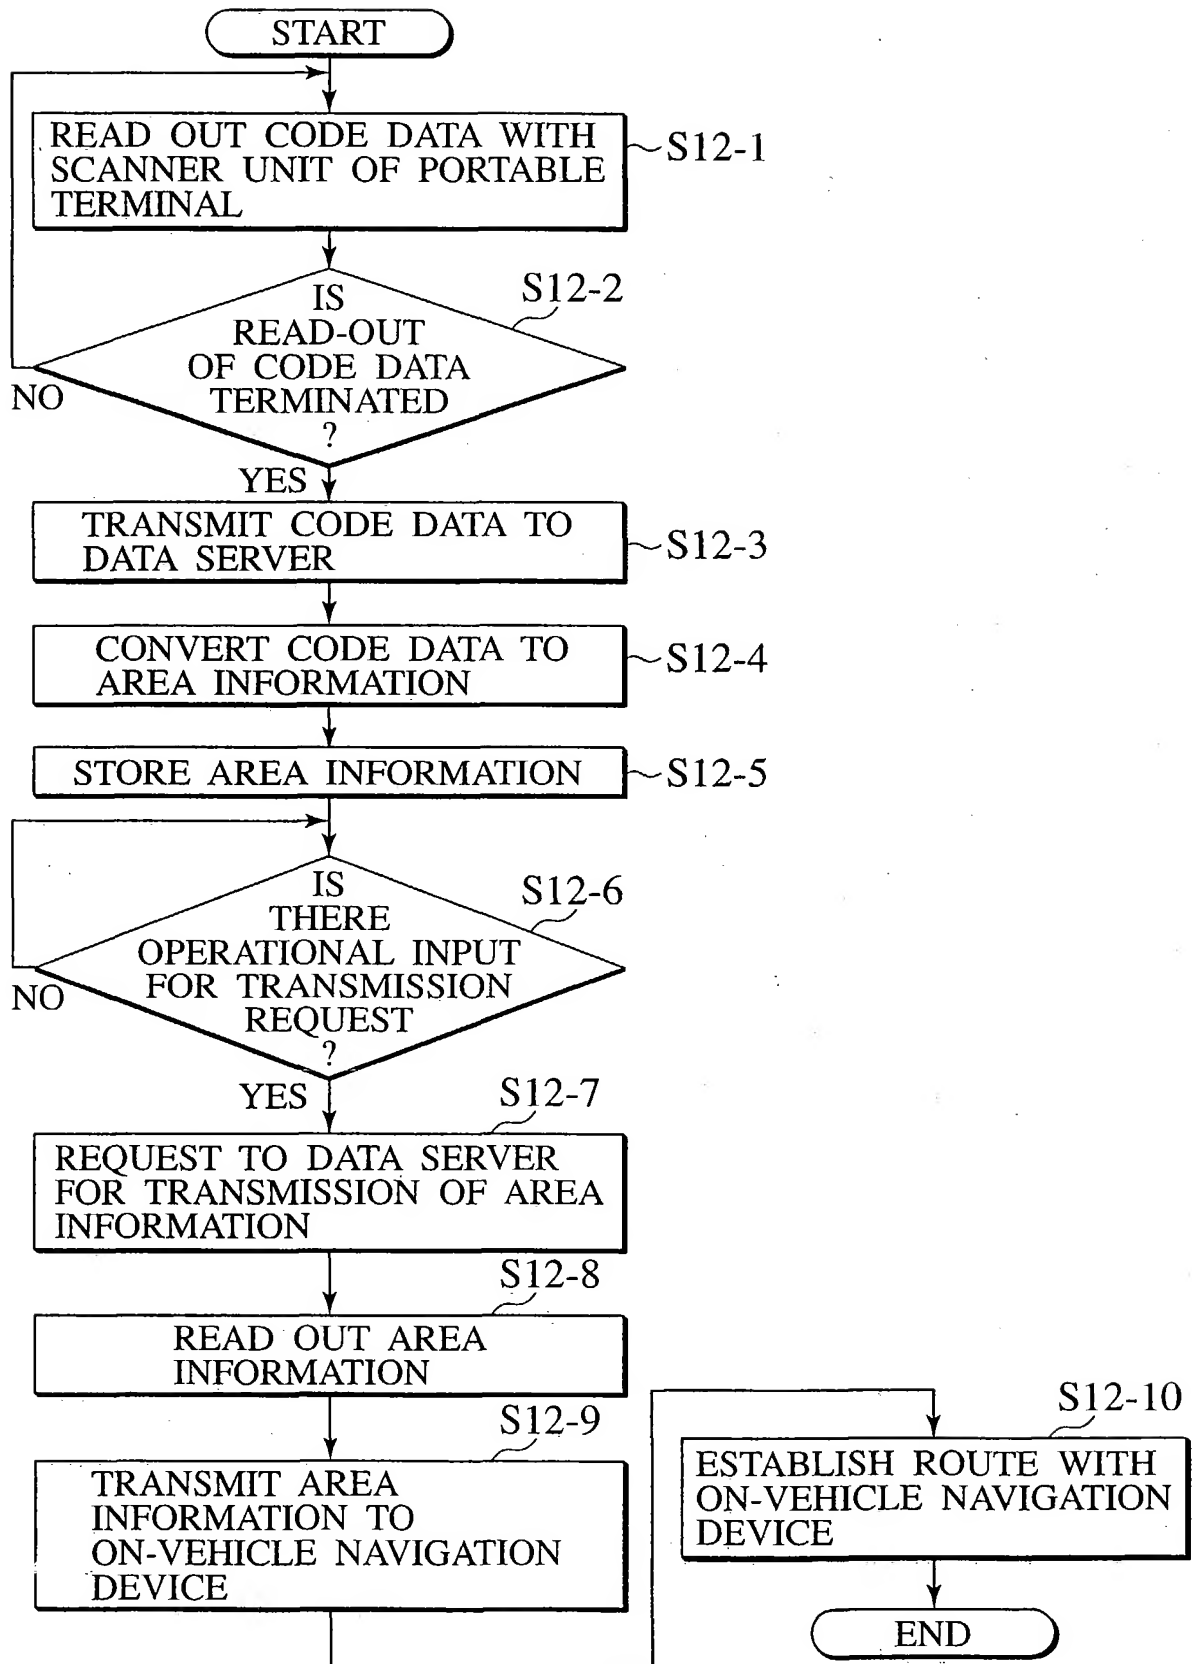 START
READ OUT CODE DATA WITH
SCANNER UNIT OF PORTABLE
TERMINAL
S12-1
IS
READ-OUT
OF CODE DATA
TERMINATED
?
S12-2
NO
YES
TRANSMIT CODE DATA TO
DATA SERVER
S12-3
CONVERT CODE DATA TO
AREA INFORMATION
S12-4
STORE AREA INFORMATION
S12-5
IS
THERE
OPERATIONAL INPUT
FOR TRANSMISSION
REQUEST
?
S12-6
NO
YES
S12-7
REQUEST TO DATA SERVER
FOR TRANSMISSION OF AREA
INFORMATION
S12-8
READ OUT AREA
INFORMATION
S12-9
TRANSMIT AREA
INFORMATION TO
ON-VEHICLE NAVIGATION
DEVICE
S12-10
ESTABLISH ROUTE WITH
ON-VEHICLE NAVIGATION
DEVICE
END